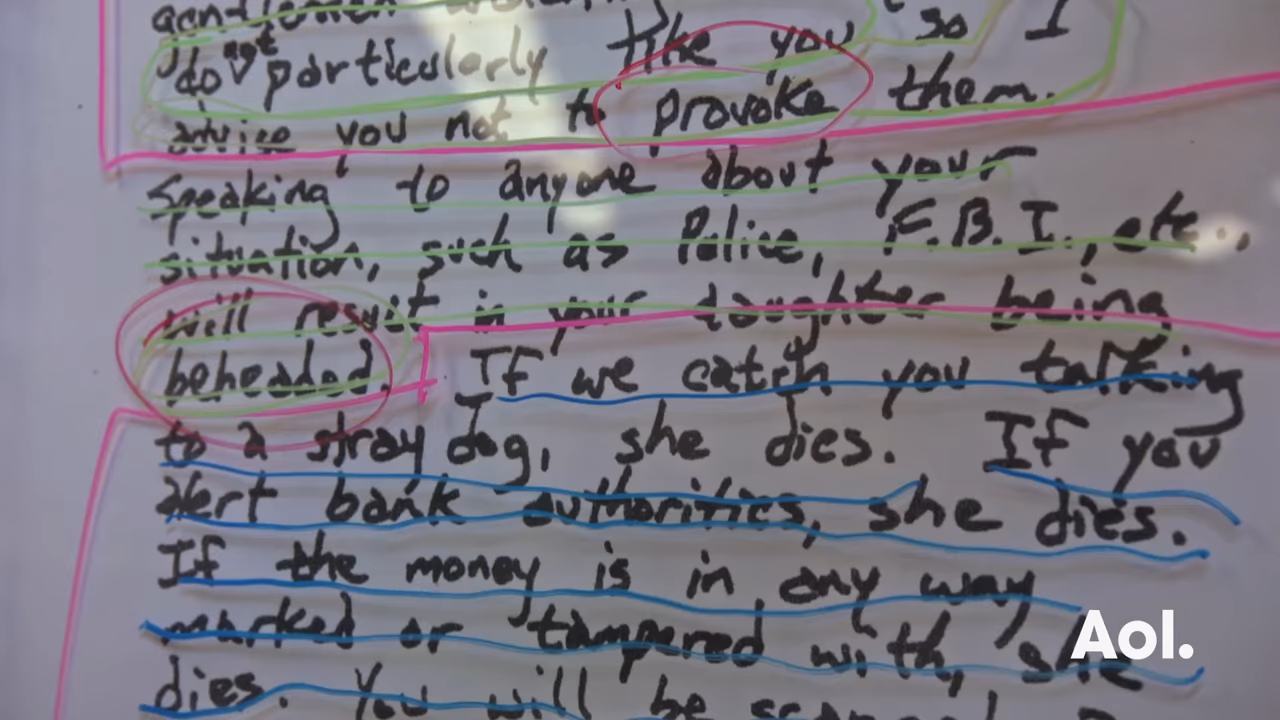 do not particularly like you so I
advice you not to provoke them.
Speaking to anyone about your
situation, such as Police, F.B.I., etc.,
will result in your daughter being
beheaded. If we catch you talking
to a stray dog, she dies. If you
alert bank authorities, she dies.
If the money is in any way
marked or tampered with, she
dies. You will be
Aol.